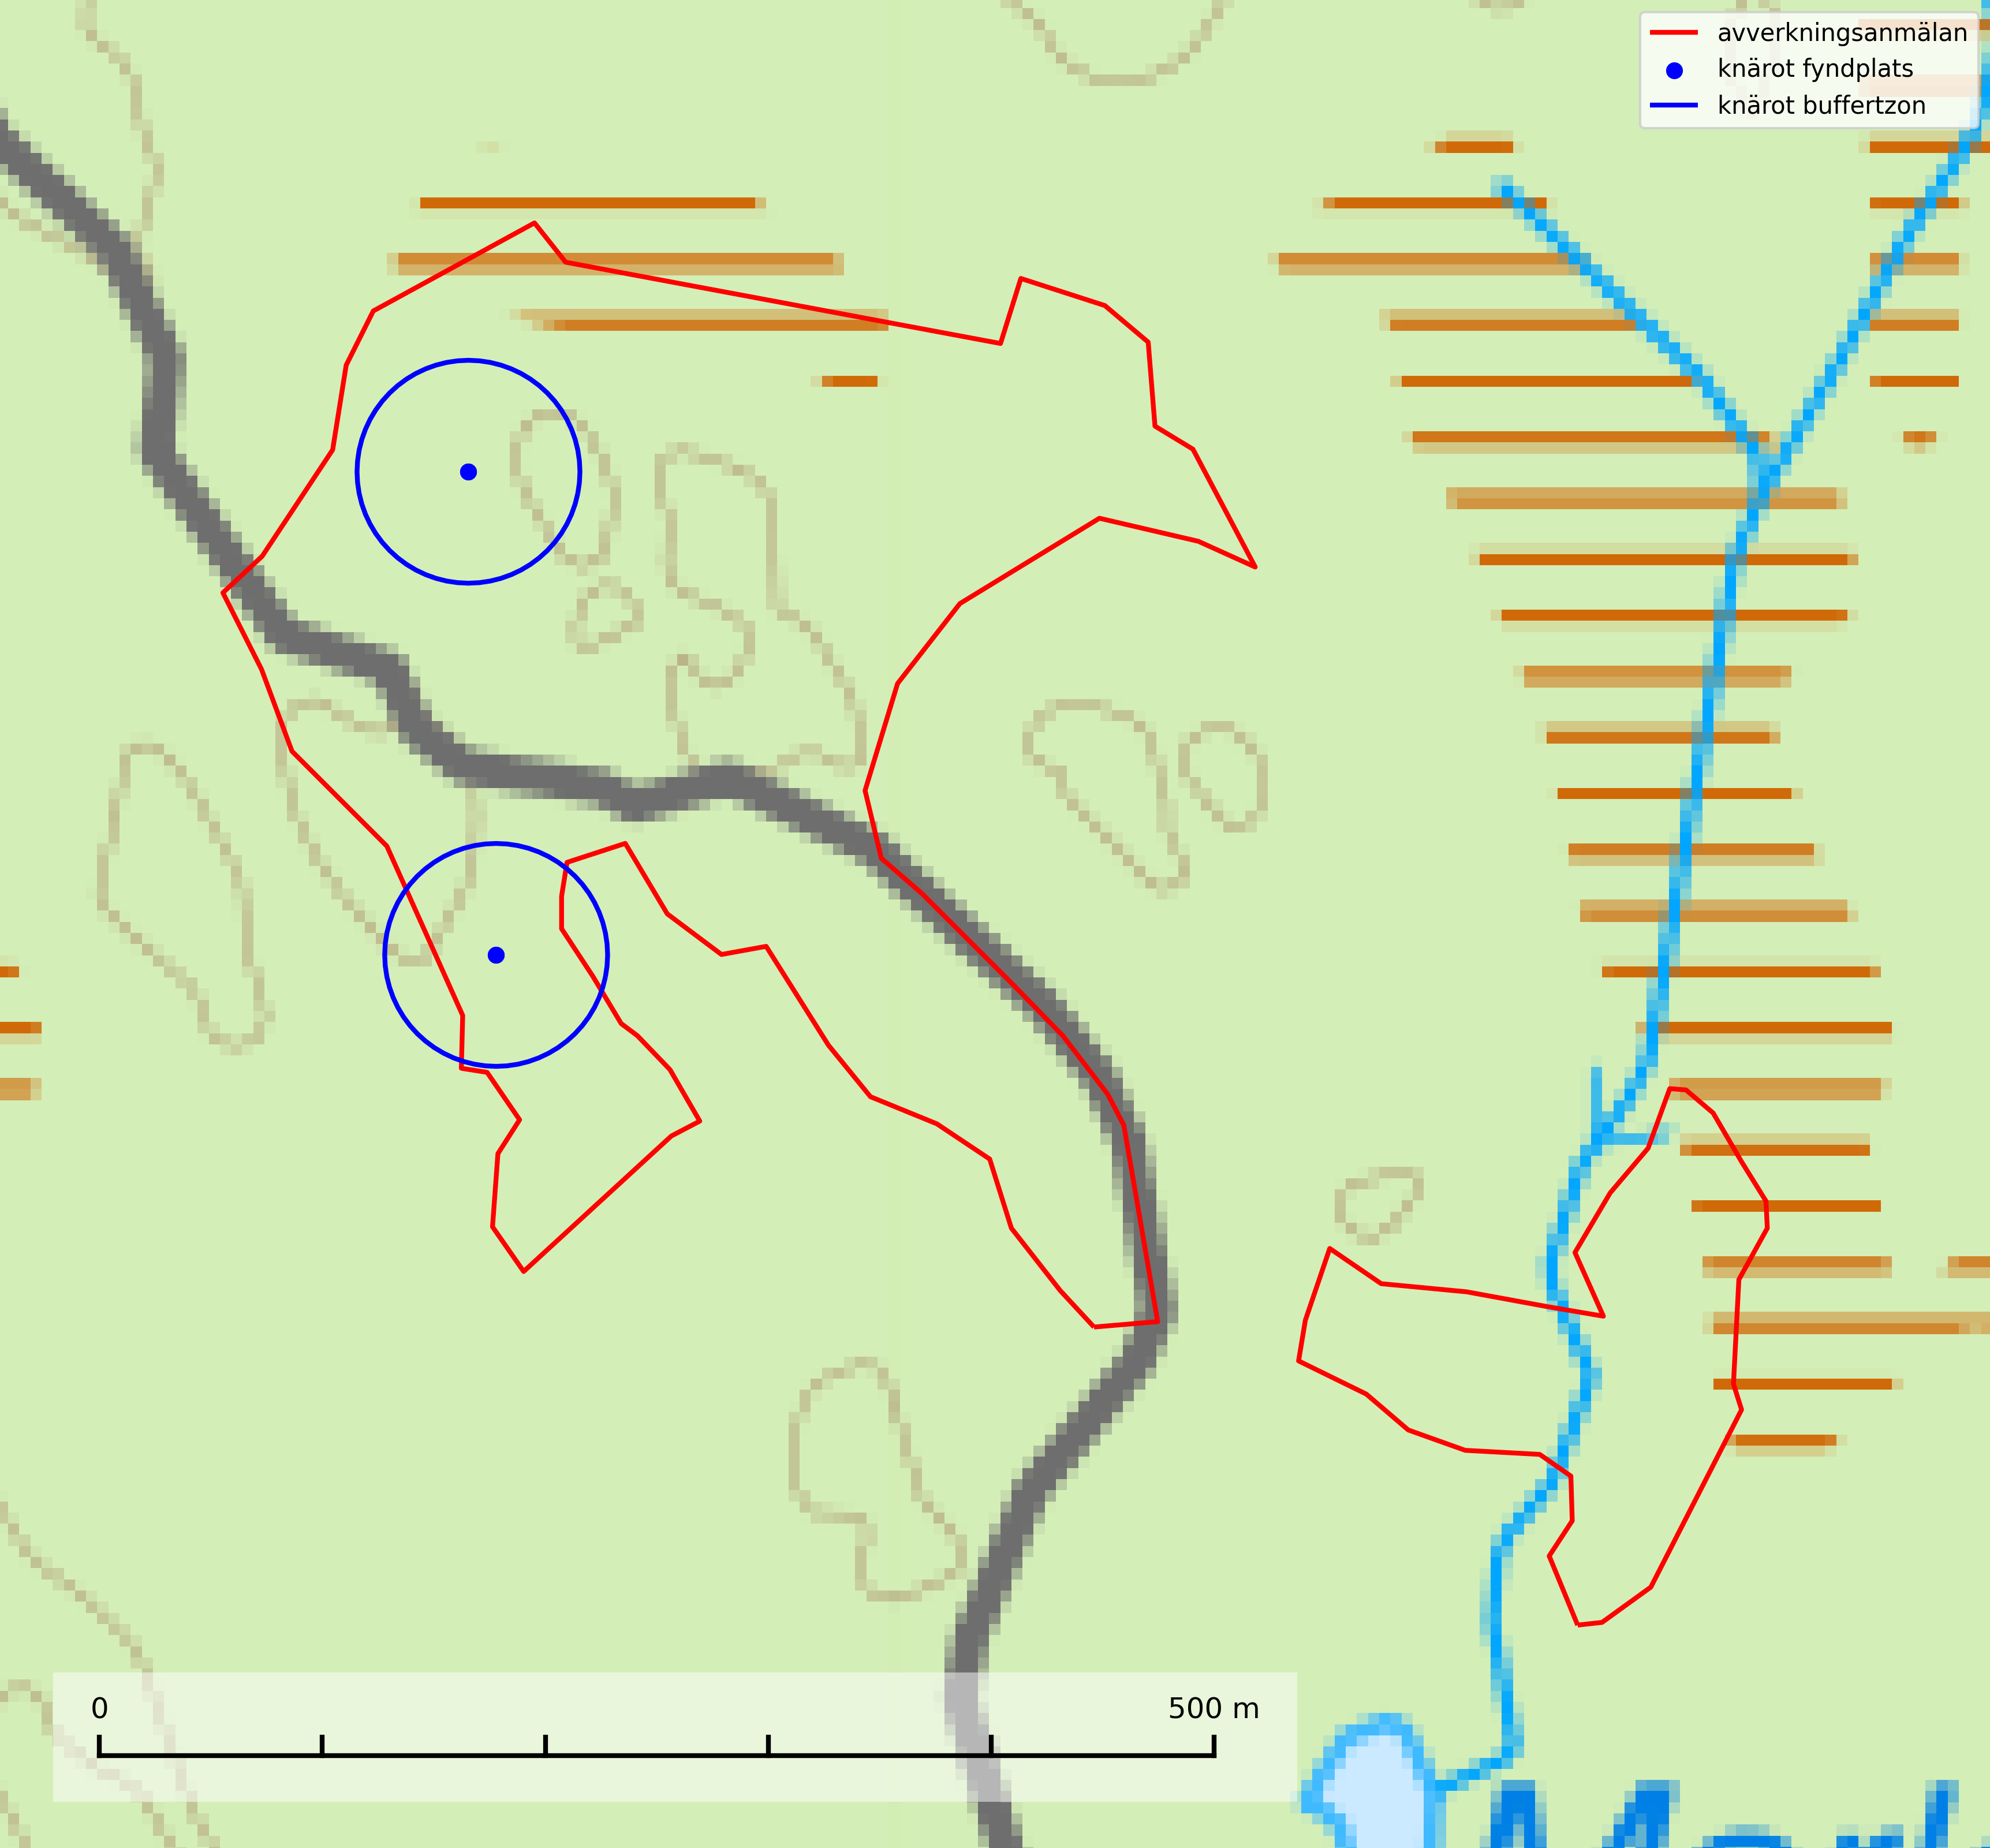 avverkningsanmälan
knärot fyndplats
knärot buffertzon
0
500 m